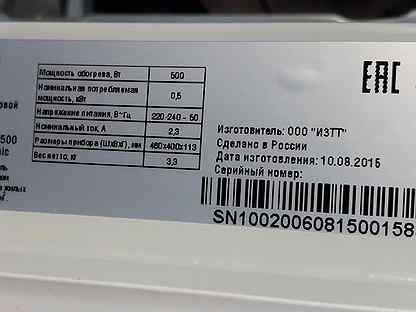 EAC
Мощность обогрева, Вт 500
Номинальная потребляемая
мощность, кВт 0,5
Напряжение питания, В~Гц 220-240 - 50
Номинальный ток, А 2,3
Размеры прибора (ШхВхГ), мм 460х400х113
Вес нетто, кг 3,3
Изготовитель: ООО "ИЗТТ"
Сделано в России
Дата изготовления: 10.08.2015
Серийный номер:
SN1002006081500158
500